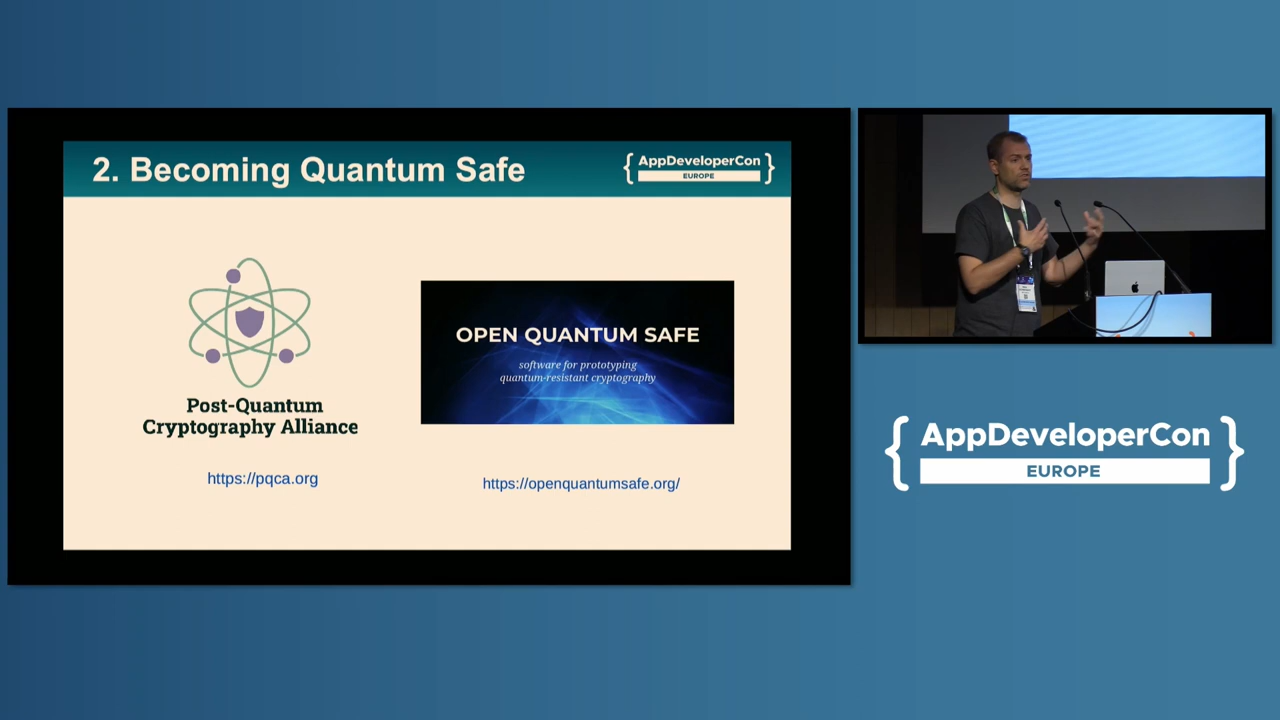 2. Becoming Quantum Safe
{ AppDeveloperCon }
EUROPE
Post-Quantum
Cryptography Alliance
https://pqca.org
OPEN QUANTUM SAFE
software for prototyping
quantum-resistant cryptography
https://openquantumsafe.org/
{ AppDeveloperCon }
EUROPE